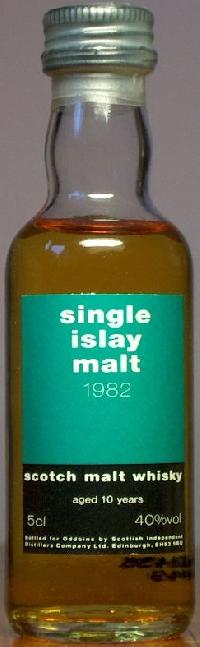 single
islay
malt
1982
scotch malt whisky
aged 10 years
5cl 40%vol
Bottled for Oddbins by Scottish Independent
Distillers Company Ltd. Edinburgh,